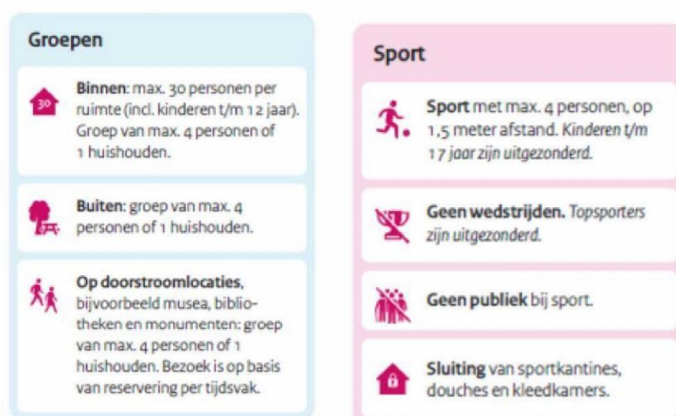 Groepen
30
Binnen: max. 30 personen per
ruimte (incl. kinderen t/m 12 jaar).
Groep van max. 4 personen of
1 huishouden.
Buiten: groep van max. 4
personen of 1 huishouden.
Op doorstroomlocaties,
bijvoorbeeld musea, biblio-
theken en monumenten: groep
van max. 4 personen of 1
huishouden. Bezoek is op basis
van reservering per tijdsvak.
Sport
Sport met max. 4 personen, op
1,5 meter afstand. Kinderen t/m
17 jaar zijn uitgezonderd.
Geen wedstrijden. Topsporters
zijn uitgezonderd.
Geen publiek bij sport.
Sluiting van sportkantines,
douches en kleedkamers.